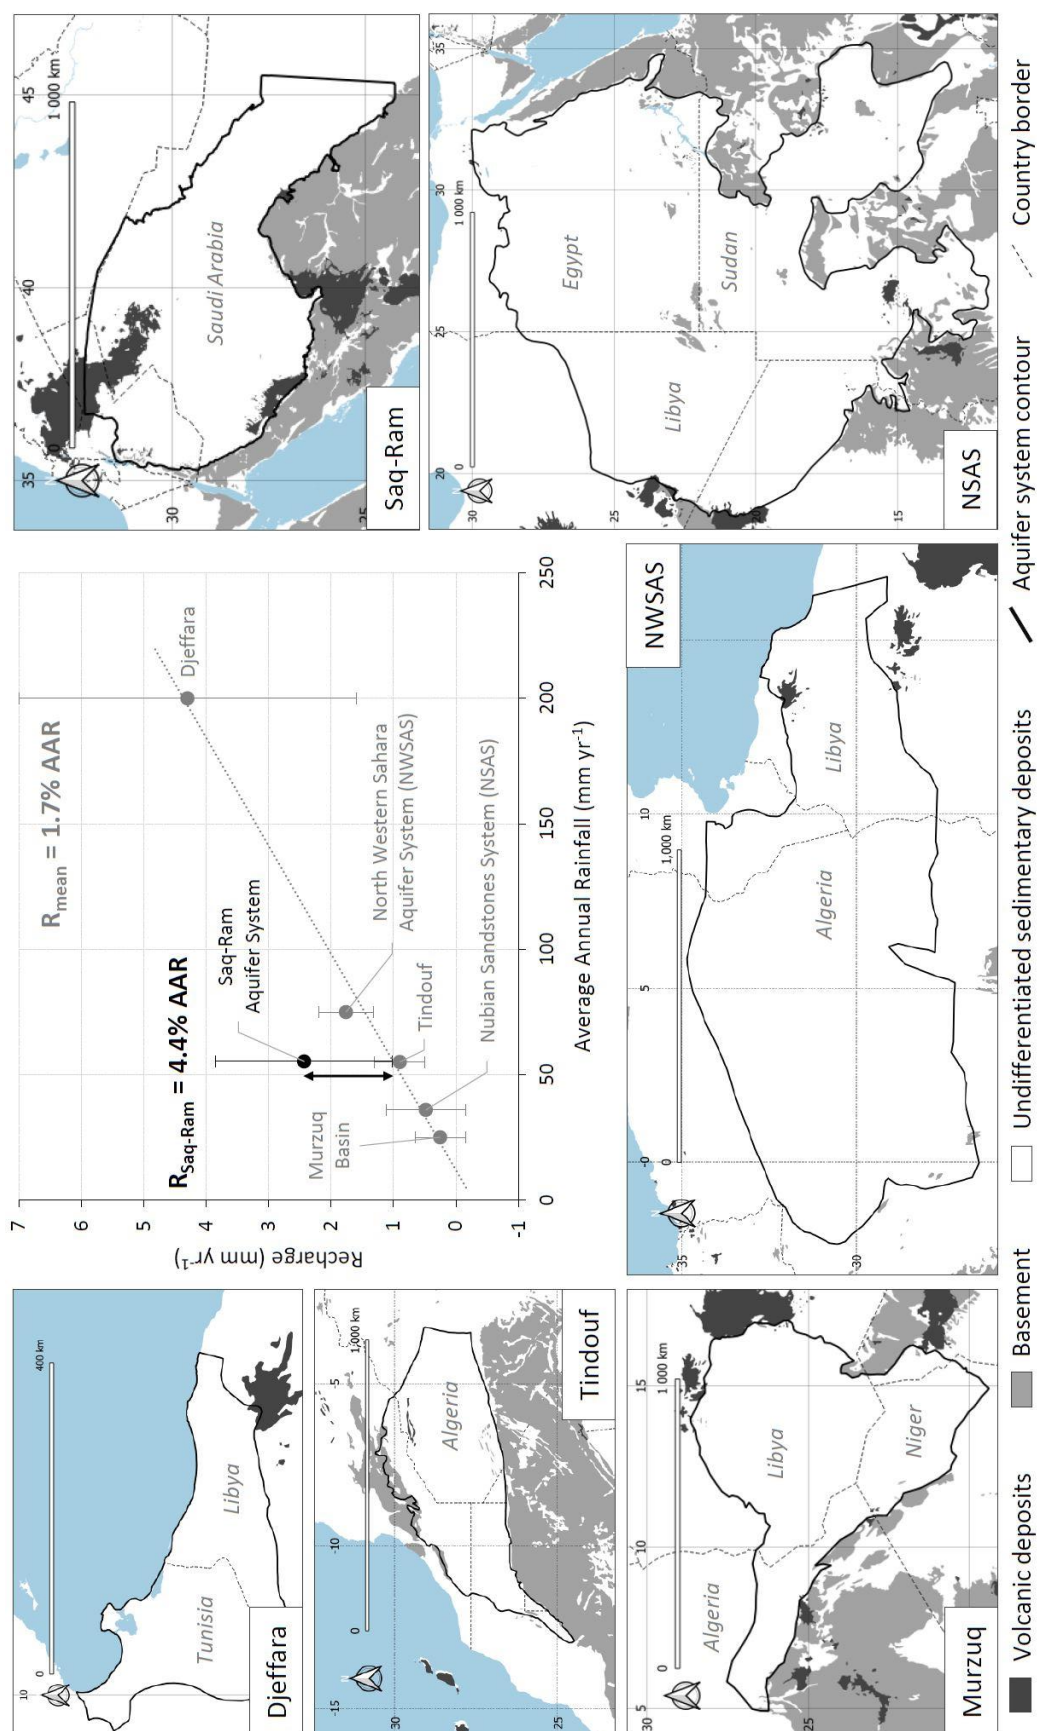 10
0
400 km
Tunisia
Libya
Djeffara
30
25
-15
-10
-5
0
1,000 km
Algeria
Tindouf
30
25
5
10
15
0
1 000 km
Algeria
Libya
Niger
Murzuq
7
6
5
4
3
2
1
0
-1
Recharge (mm yr-1)
0
50
100
150
200
250
Average Annual Rainfall (mm yr-1)
Rmean = 1.7% AAR
RSaq-Ram = 4.4% AAR
Saq-Ram
Aquifer System
Murzuq
Basin
Djeffara
North Western Sahara
Aquifer System (NWSAS)
Tindouf
Nubian Sandstones System (NSAS)
35
30
-0
5
10
0
1,000 km
Algeria
Libya
NWSAS
35
40
45
30
25
0
1 000 km
Saudi Arabia
Saq-Ram
30
25
20
15
20
25
30
35
0
1 000 km
Egypt
Libya
Sudan
NSAS
Volcanic deposits
Basement
Undifferentiated sedimentary deposits
Aquifer system contour
Country border